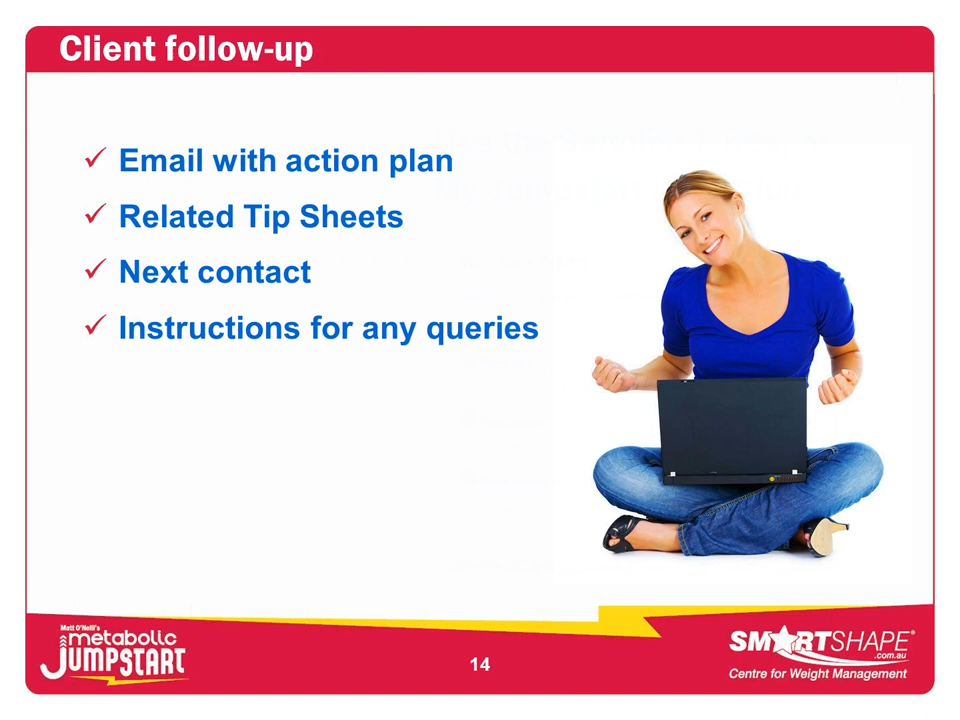 Client follow-up
Email with action plan
Related Tip Sheets
Next contact
Instructions for any queries
Matt O'Neill's
metabolic
JUMPSTART
14
SMARTSHAPE®
.com.au
Centre for Weight Management